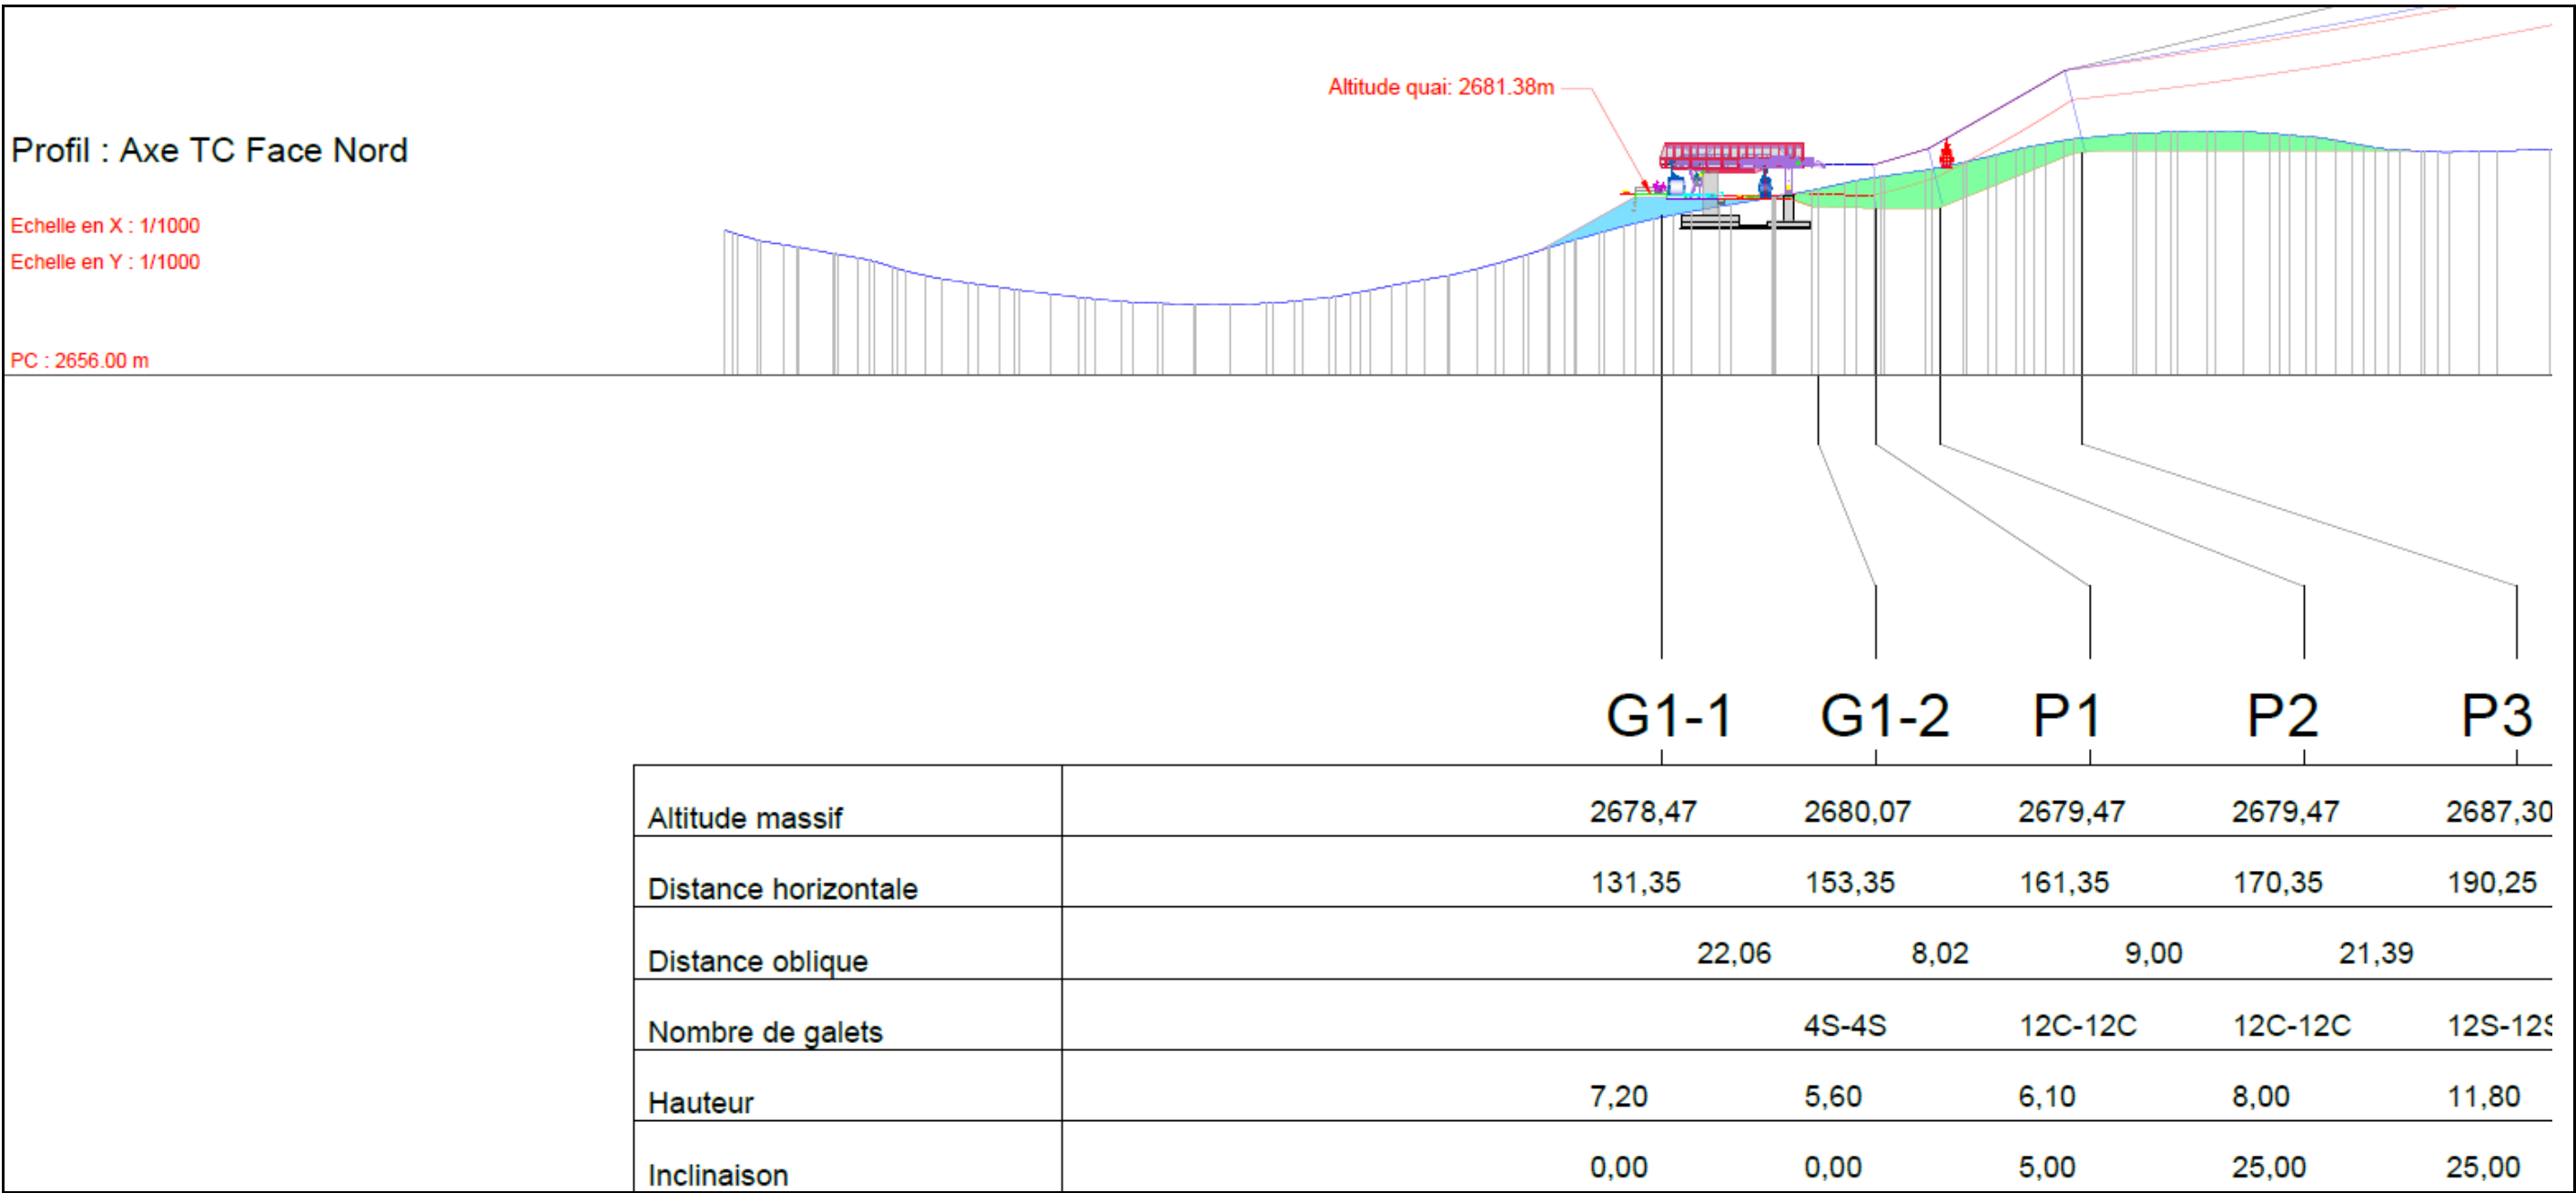 Altitude quai: 2681.38m
Profil : Axe TC Face Nord
Echelle en X : 1/1000
Echelle en Y : 1/1000
PC : 2656.00 m
G1-1 G1-2 P1 P2 P3
Altitude massif 2678,47 2680,07 2679,47 2679,47 2687,30
Distance horizontale 131,35 153,35 161,35 170,35 190,25
Distance oblique 22,06 8,02 9,00 21,39
Nombre de galets 4S-4S 12C-12C 12C-12C 12S-12S
Hauteur 7,20 5,60 6,10 8,00 11,80
Inclinaison 0,00 0,00 5,00 25,00 25,00